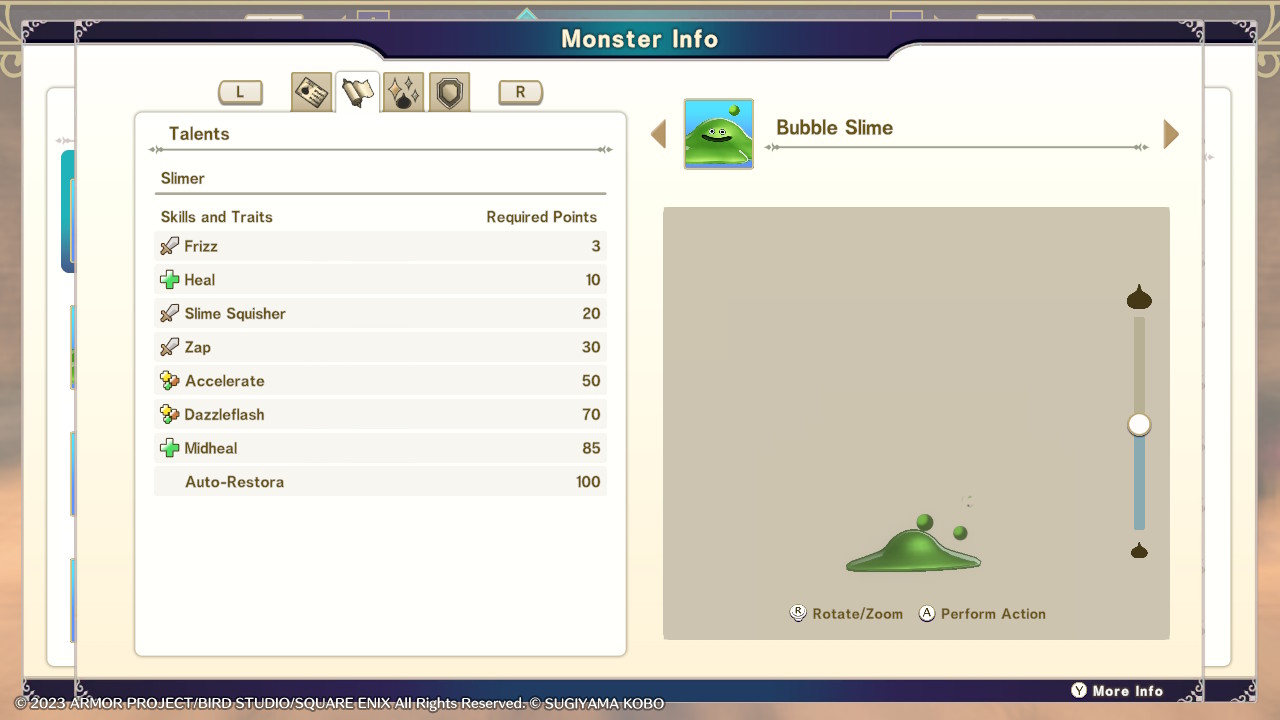 Monster Info
L
R
Talents
Slimer
Skills and Traits Required Points
Frizz 3
Heal 10
Slime Squisher 20
Zap 30
Accelerate 50
Dazzleflash 70
Midheal 85
Auto-Restora 100
Bubble Slime
R Rotate/Zoom A Perform Action
Y More Info
© 2023 ARMOR PROJECT/BIRD STUDIO/SQUARE ENIX All Rights Reserved. © SUGIYAMA KOBO